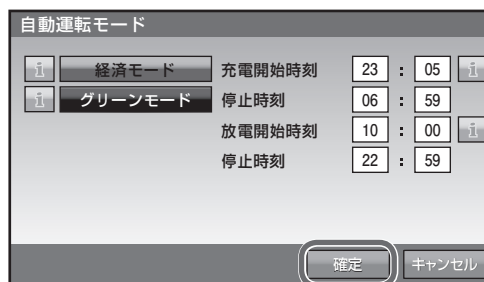 自動運転モード
i 経済モード 充電開始時刻 23 : 05 i
i グリーンモード 停止時刻 06 : 59
放電開始時刻 10 : 00 i
停止時刻 22 : 59
確定 キャンセル